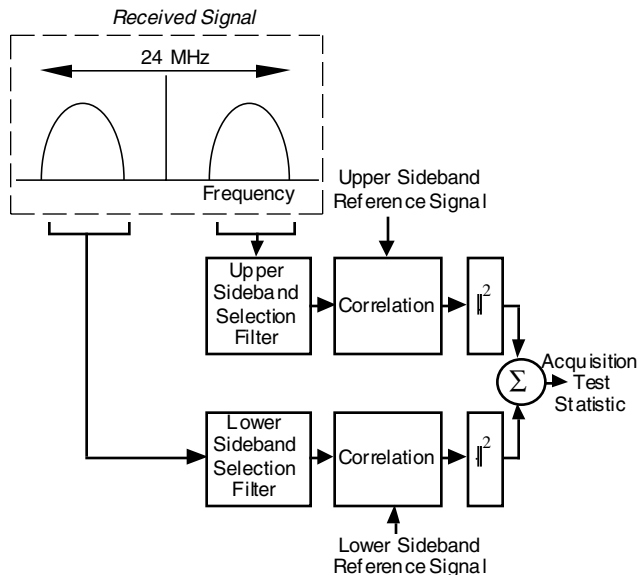 Received Signal
24 MHz
Frequency
Upper Sideband
Reference Signal
Upper
Sideband
Selection
Filter
Correlation
||²
Σ
Acquisition
Test
Statistic
Lower
Sideband
Selection
Filter
Correlation
||²
Lower Sideband
Reference Signal